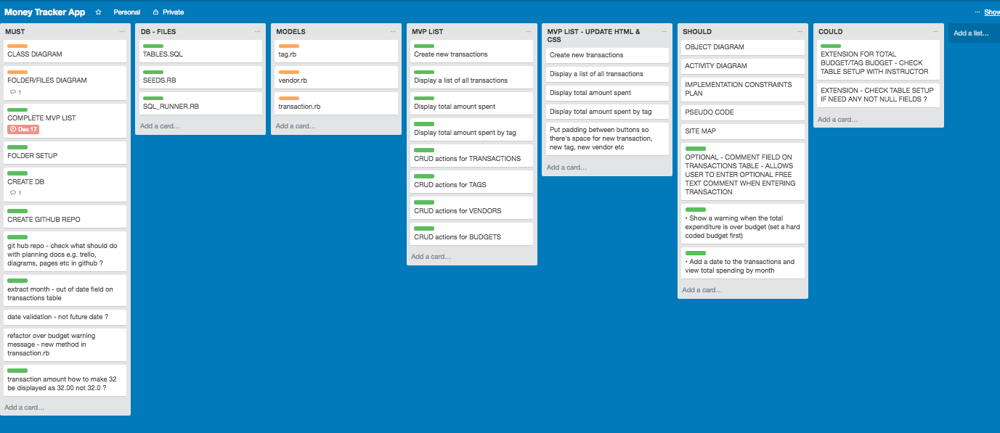 Money Tracker App
Personal
Private
··· Show
MUST
CLASS DIAGRAM
FOLDER/FILES DIAGRAM
1
COMPLETE MVP LIST
Dec 17
FOLDER SETUP
CREATE DB
1
CREATE GITHUB REPO
git hub repo - check what should do
with planning docs e.g. trello,
diagrams, pages etc in github ?
extract month - out of date field on
transactions table
date validation - not future date ?
refactor over budget warning
message - new method in
transaction.rb
transaction amount how to make 32
be displayed as 32.00 not 32.0 ?
Add a card…
DB - FILES
TABLES.SQL
SEEDS.RB
SQL_RUNNER.RB
Add a card…
MODELS
tag.rb
vendor.rb
transaction.rb
Add a card…
MVP LIST
Create new transactions
Display a list of all transactions
Display total amount spent
Display total amount spent by tag
CRUD actions for TRANSACTIONS
CRUD actions for TAGS
CRUD actions for VENDORS
CRUD actions for BUDGETS
Add a card…
MVP LIST - UPDATE HTML &
CSS
Create new transactions
Display a list of all transactions
Display total amount spent
Display total amount spent by tag
Put padding between buttons so
there's space for new transaction,
new tag, new vendor etc
Add a card…
SHOULD
OBJECT DIAGRAM
ACTIVITY DIAGRAM
IMPLEMENTATION CONSTRAINTS
PLAN
PSEUDO CODE
SITE MAP
OPTIONAL - COMMENT FIELD ON
TRANSACTIONS TABLE - ALLOWS
USER TO ENTER OPTIONAL FREE
TEXT COMMENT WHEN ENTERING
TRANSACTION
• Show a warning when the total
expenditure is over budget (set a hard
coded budget first)
• Add a date to the transactions and
view total spending by month
Add a card…
COULD
EXTENSION FOR TOTAL
BUDGET/TAG BUDGET - CHECK
TABLE SETUP WITH INSTRUCTOR
EXTENSION - CHECK TABLE SETUP
IF NEED ANY NOT NULL FIELDS ?
Add a card…
Add a list…